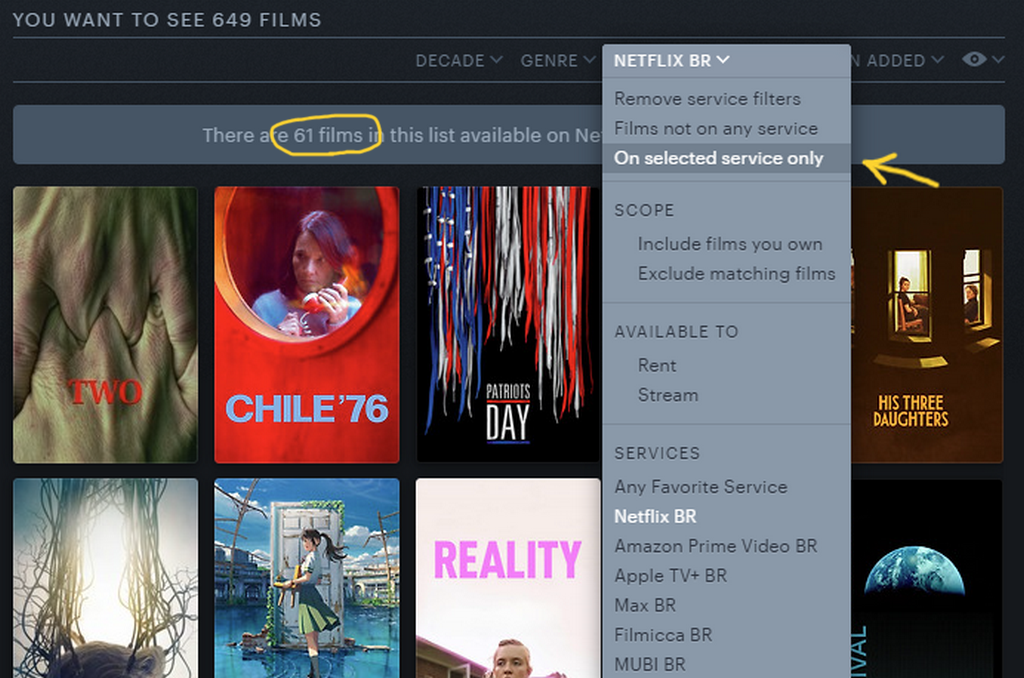 YOU WANT TO SEE 649 FILMS
DECADE GENRE NETFLIX BR N ADDED
There are 61 films in this list available on Net
Remove service filters
Films not on any service
On selected service only
SCOPE
Include films you own
Exclude matching films
AVAILABLE TO
Rent
Stream
SERVICES
Any Favorite Service
Netflix BR
Amazon Prime Video BR
Apple TV+ BR
Max BR
Filmicca BR
MUBI BR
TWO
CHILE '76
PATRIOTS
DAY
HIS THREE
DAUGHTERS
REALITY
IVAL